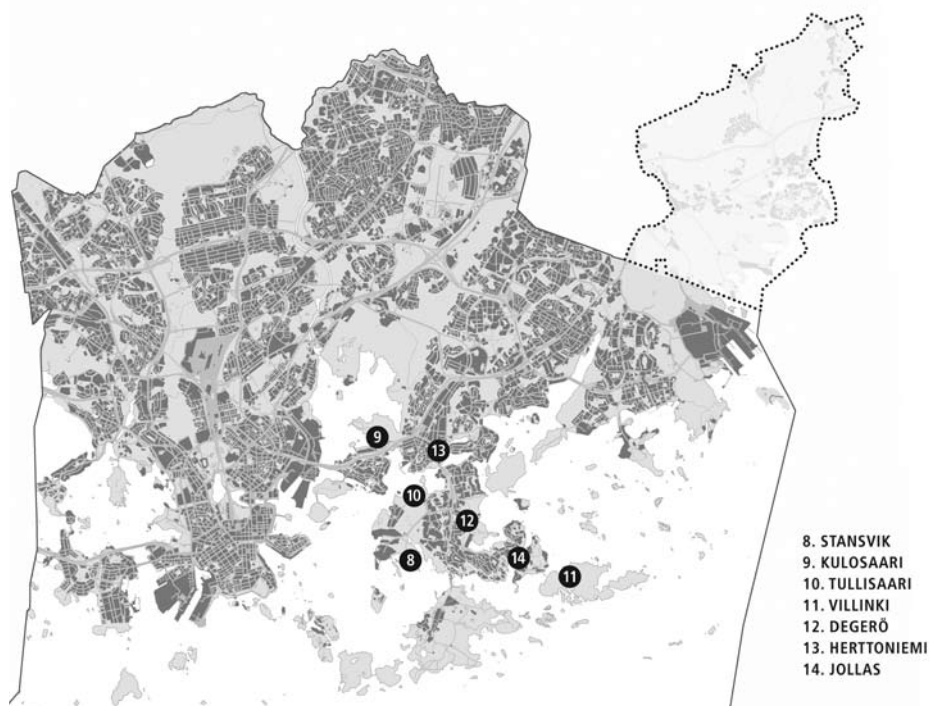 9
13
10
12
8
14
11
8. STANSVIK
9. KULOSAARI
10. TULLISAARI
11. VILLINKI
12. DEGERÖ
13. HERTTONIEMI
14. JOLLAS